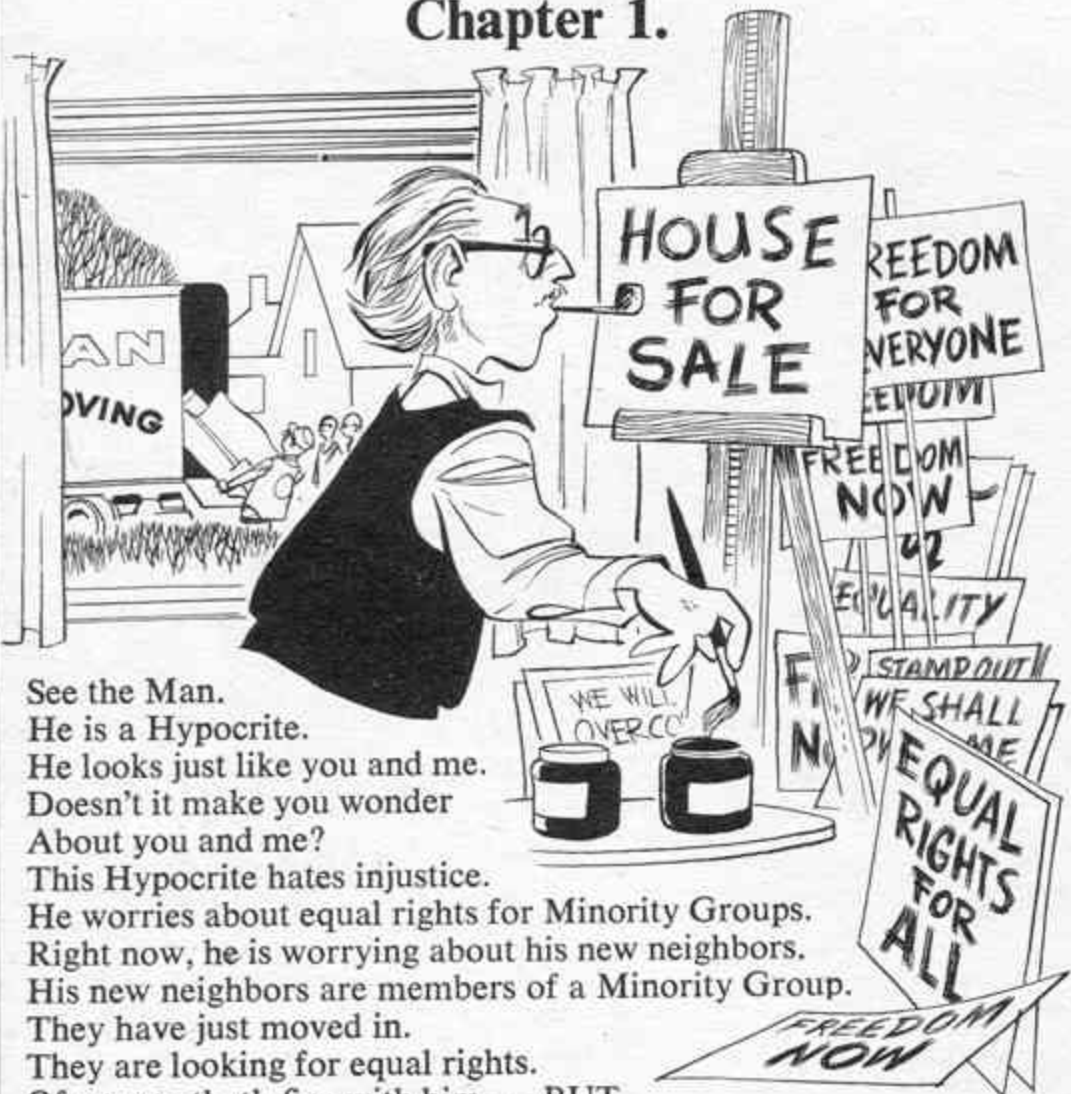 Chapter 1.
HOUSE
FOR
SALE
REEDOM
FOR
VERYONE
FREEDOM
NOW
EQUALITY
STAMP OUT
WE SHALL
ME
WE WILL
OVERCO
EQUAL
RIGHTS
FOR
ALL
FREEDOM
NOW
AN
OVING
See the Man.
He is a Hypocrite.
He looks just like you and me.
Doesn't it make you wonder
About you and me?
This Hypocrite hates injustice.
He worries about equal rights for Minority Groups.
Right now, he is worrying about his new neighbors.
His new neighbors are members of a Minority Group.
They have just moved in.
They are looking for equal rights.